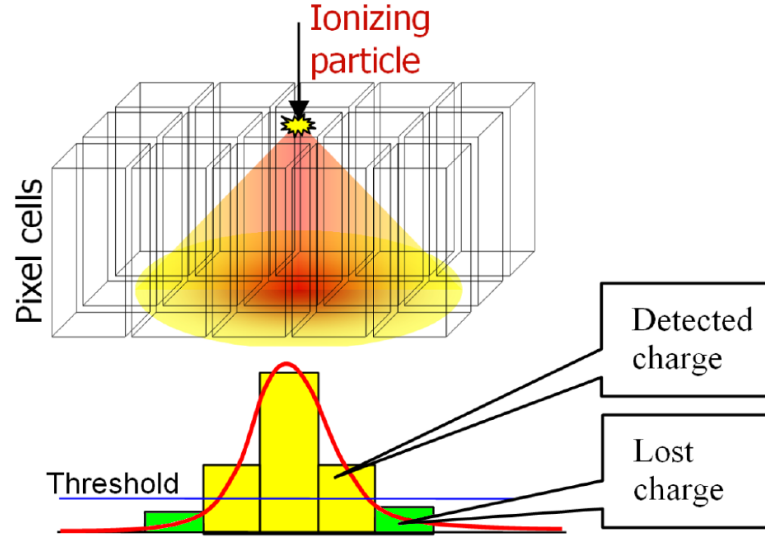 Ionizing
particle
Pixel cells
Detected
charge
Threshold
Lost
charge